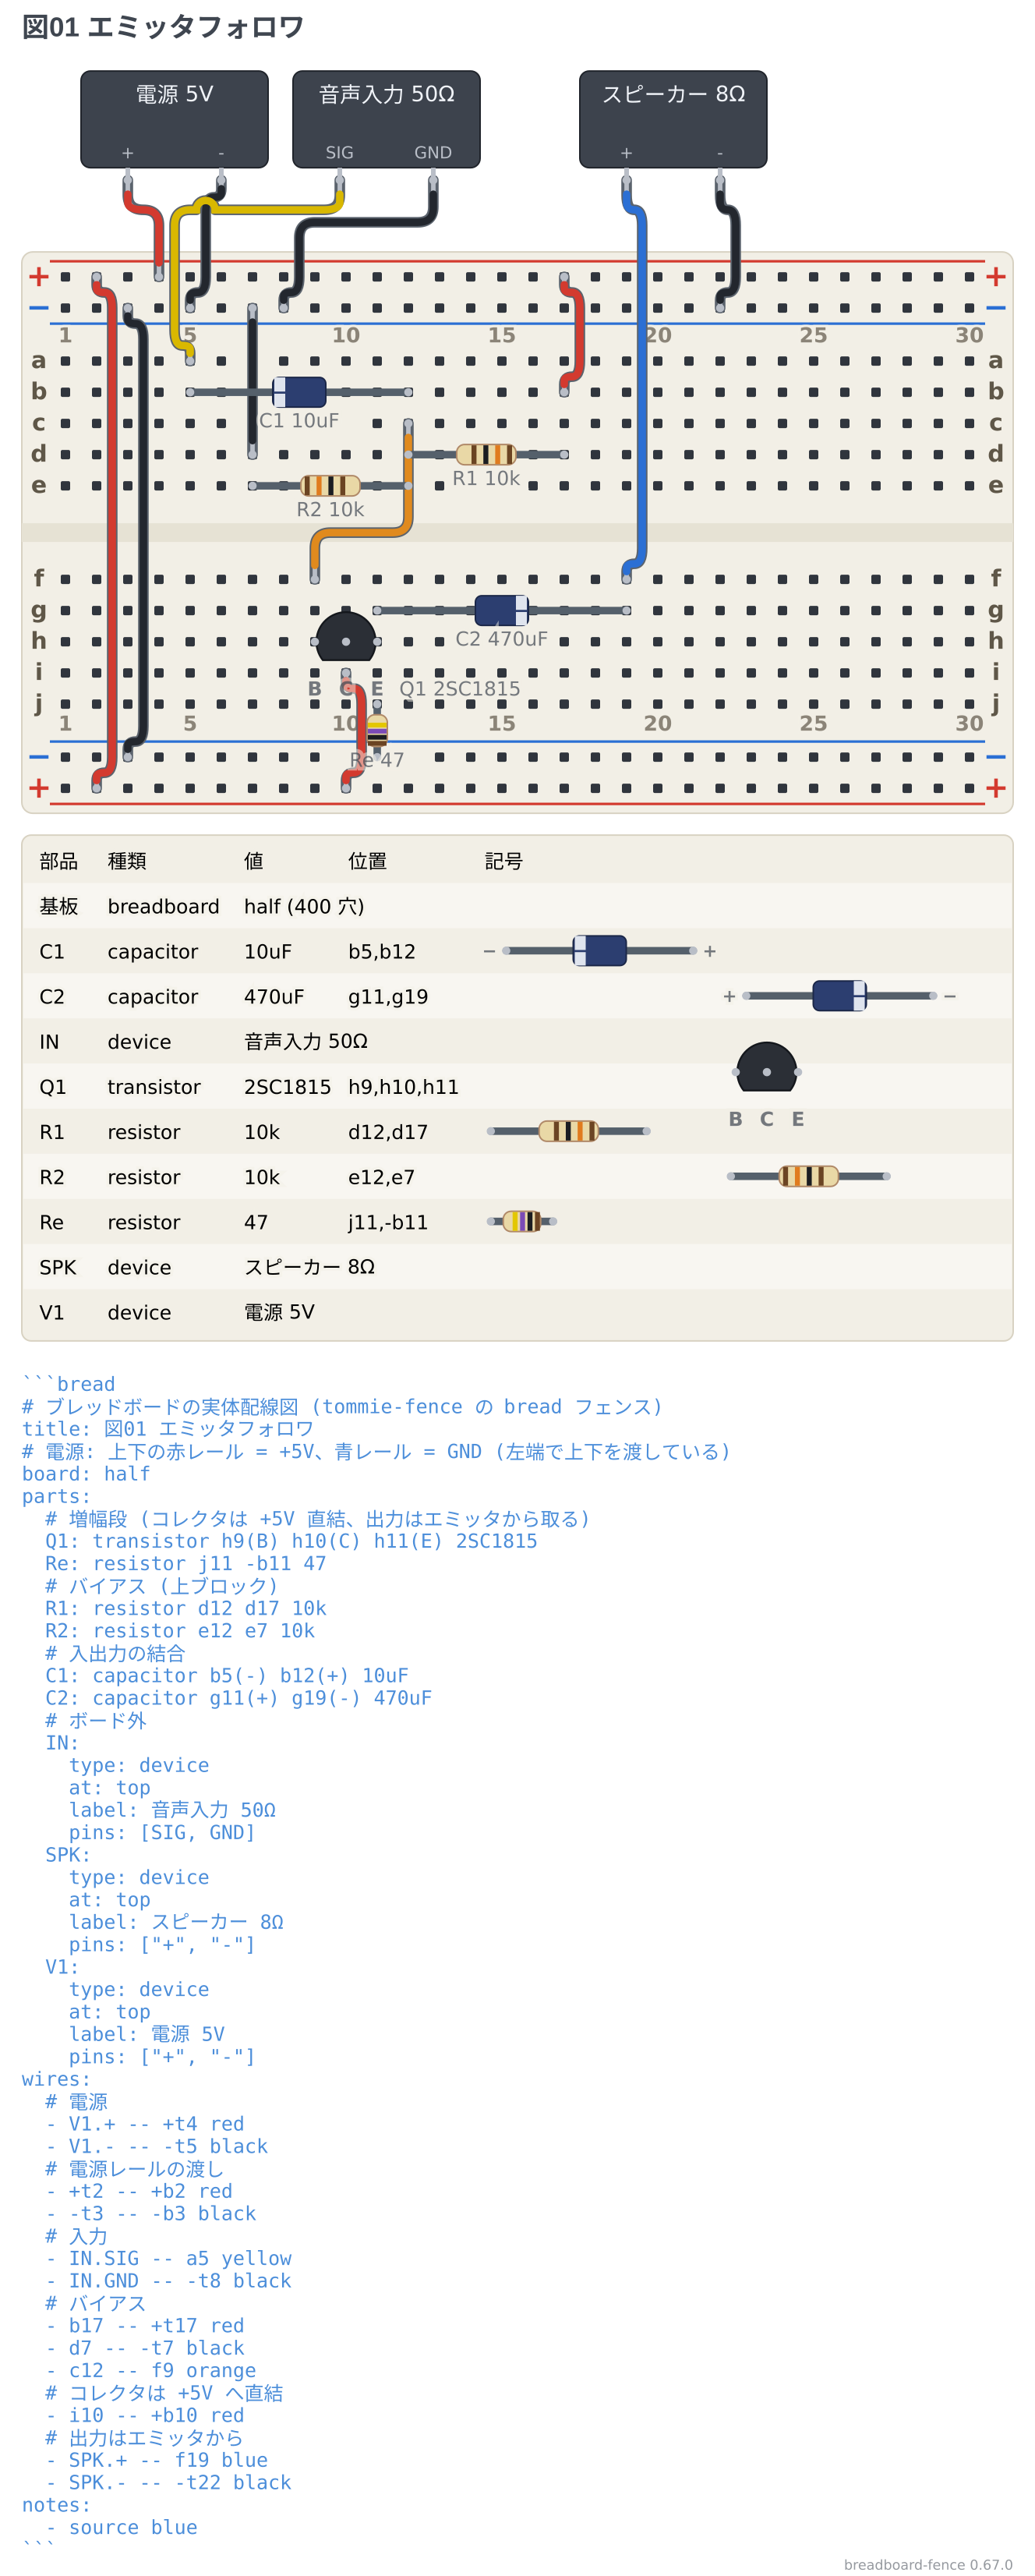 図01 エミッタフォロワ
電源 5V
+ -
音声入力 50Ω
SIG GND
スピーカー 8Ω
+ -
+ +
− −
1 5 10 15 20 25 30
a a
b b
C1 10uF
c c
d d
R1 10k
e e
R2 10k
f f
g g
C2 470uF
h h
i i
B C E Q1 2SC1815
j j
1 5 10 15 20 25 30
Re 47
− −
+ +
部品 種類 値 位置 記号
基板 breadboard half (400 穴)
C1 capacitor 10uF b5,b12 − +
C2 capacitor 470uF g11,g19 + −
IN device 音声入力 50Ω
Q1 transistor 2SC1815 h9,h10,h11
B C E
R1 resistor 10k d12,d17
R2 resistor 10k e12,e7
Re resistor 47 j11,-b11
SPK device スピーカー 8Ω
V1 device 電源 5V
```bread
# ブレッドボードの実体配線図 (tommie-fence の bread フェンス)
title: 図01 エミッタフォロワ
# 電源: 上下の赤レール = +5V、青レール = GND (左端で上下を渡している)
board: half
parts:
  # 増幅段 (コレクタは +5V 直結、出力はエミッタから取る)
  Q1: transistor h9(B) h10(C) h11(E) 2SC1815
  Re: resistor j11 -b11 47
  # バイアス (上ブロック)
  R1: resistor d12 d17 10k
  R2: resistor e12 e7 10k
  # 入出力の結合
  C1: capacitor b5(-) b12(+) 10uF
  C2: capacitor g11(+) g19(-) 470uF
  # ボード外
  IN:
    type: device
    at: top
    label: 音声入力 50Ω
    pins: [SIG, GND]
  SPK:
    type: device
    at: top
    label: スピーカー 8Ω
    pins: ["+", "-"]
  V1:
    type: device
    at: top
    label: 電源 5V
    pins: ["+", "-"]
wires:
  # 電源
  - V1.+ -- +t4 red
  - V1.- -- -t5 black
  # 電源レールの渡し
  - +t2 -- +b2 red
  - -t3 -- -b3 black
  # 入力
  - IN.SIG -- a5 yellow
  - IN.GND -- -t8 black
  # バイアス
  - b17 -- +t17 red
  - d7 -- -t7 black
  - c12 -- f9 orange
  # コレクタは +5V へ直結
  - i10 -- +b10 red
  # 出力はエミッタから
  - SPK.+ -- f19 blue
  - SPK.- -- -t22 black
notes:
  - source blue
```
breadboard-fence 0.67.0